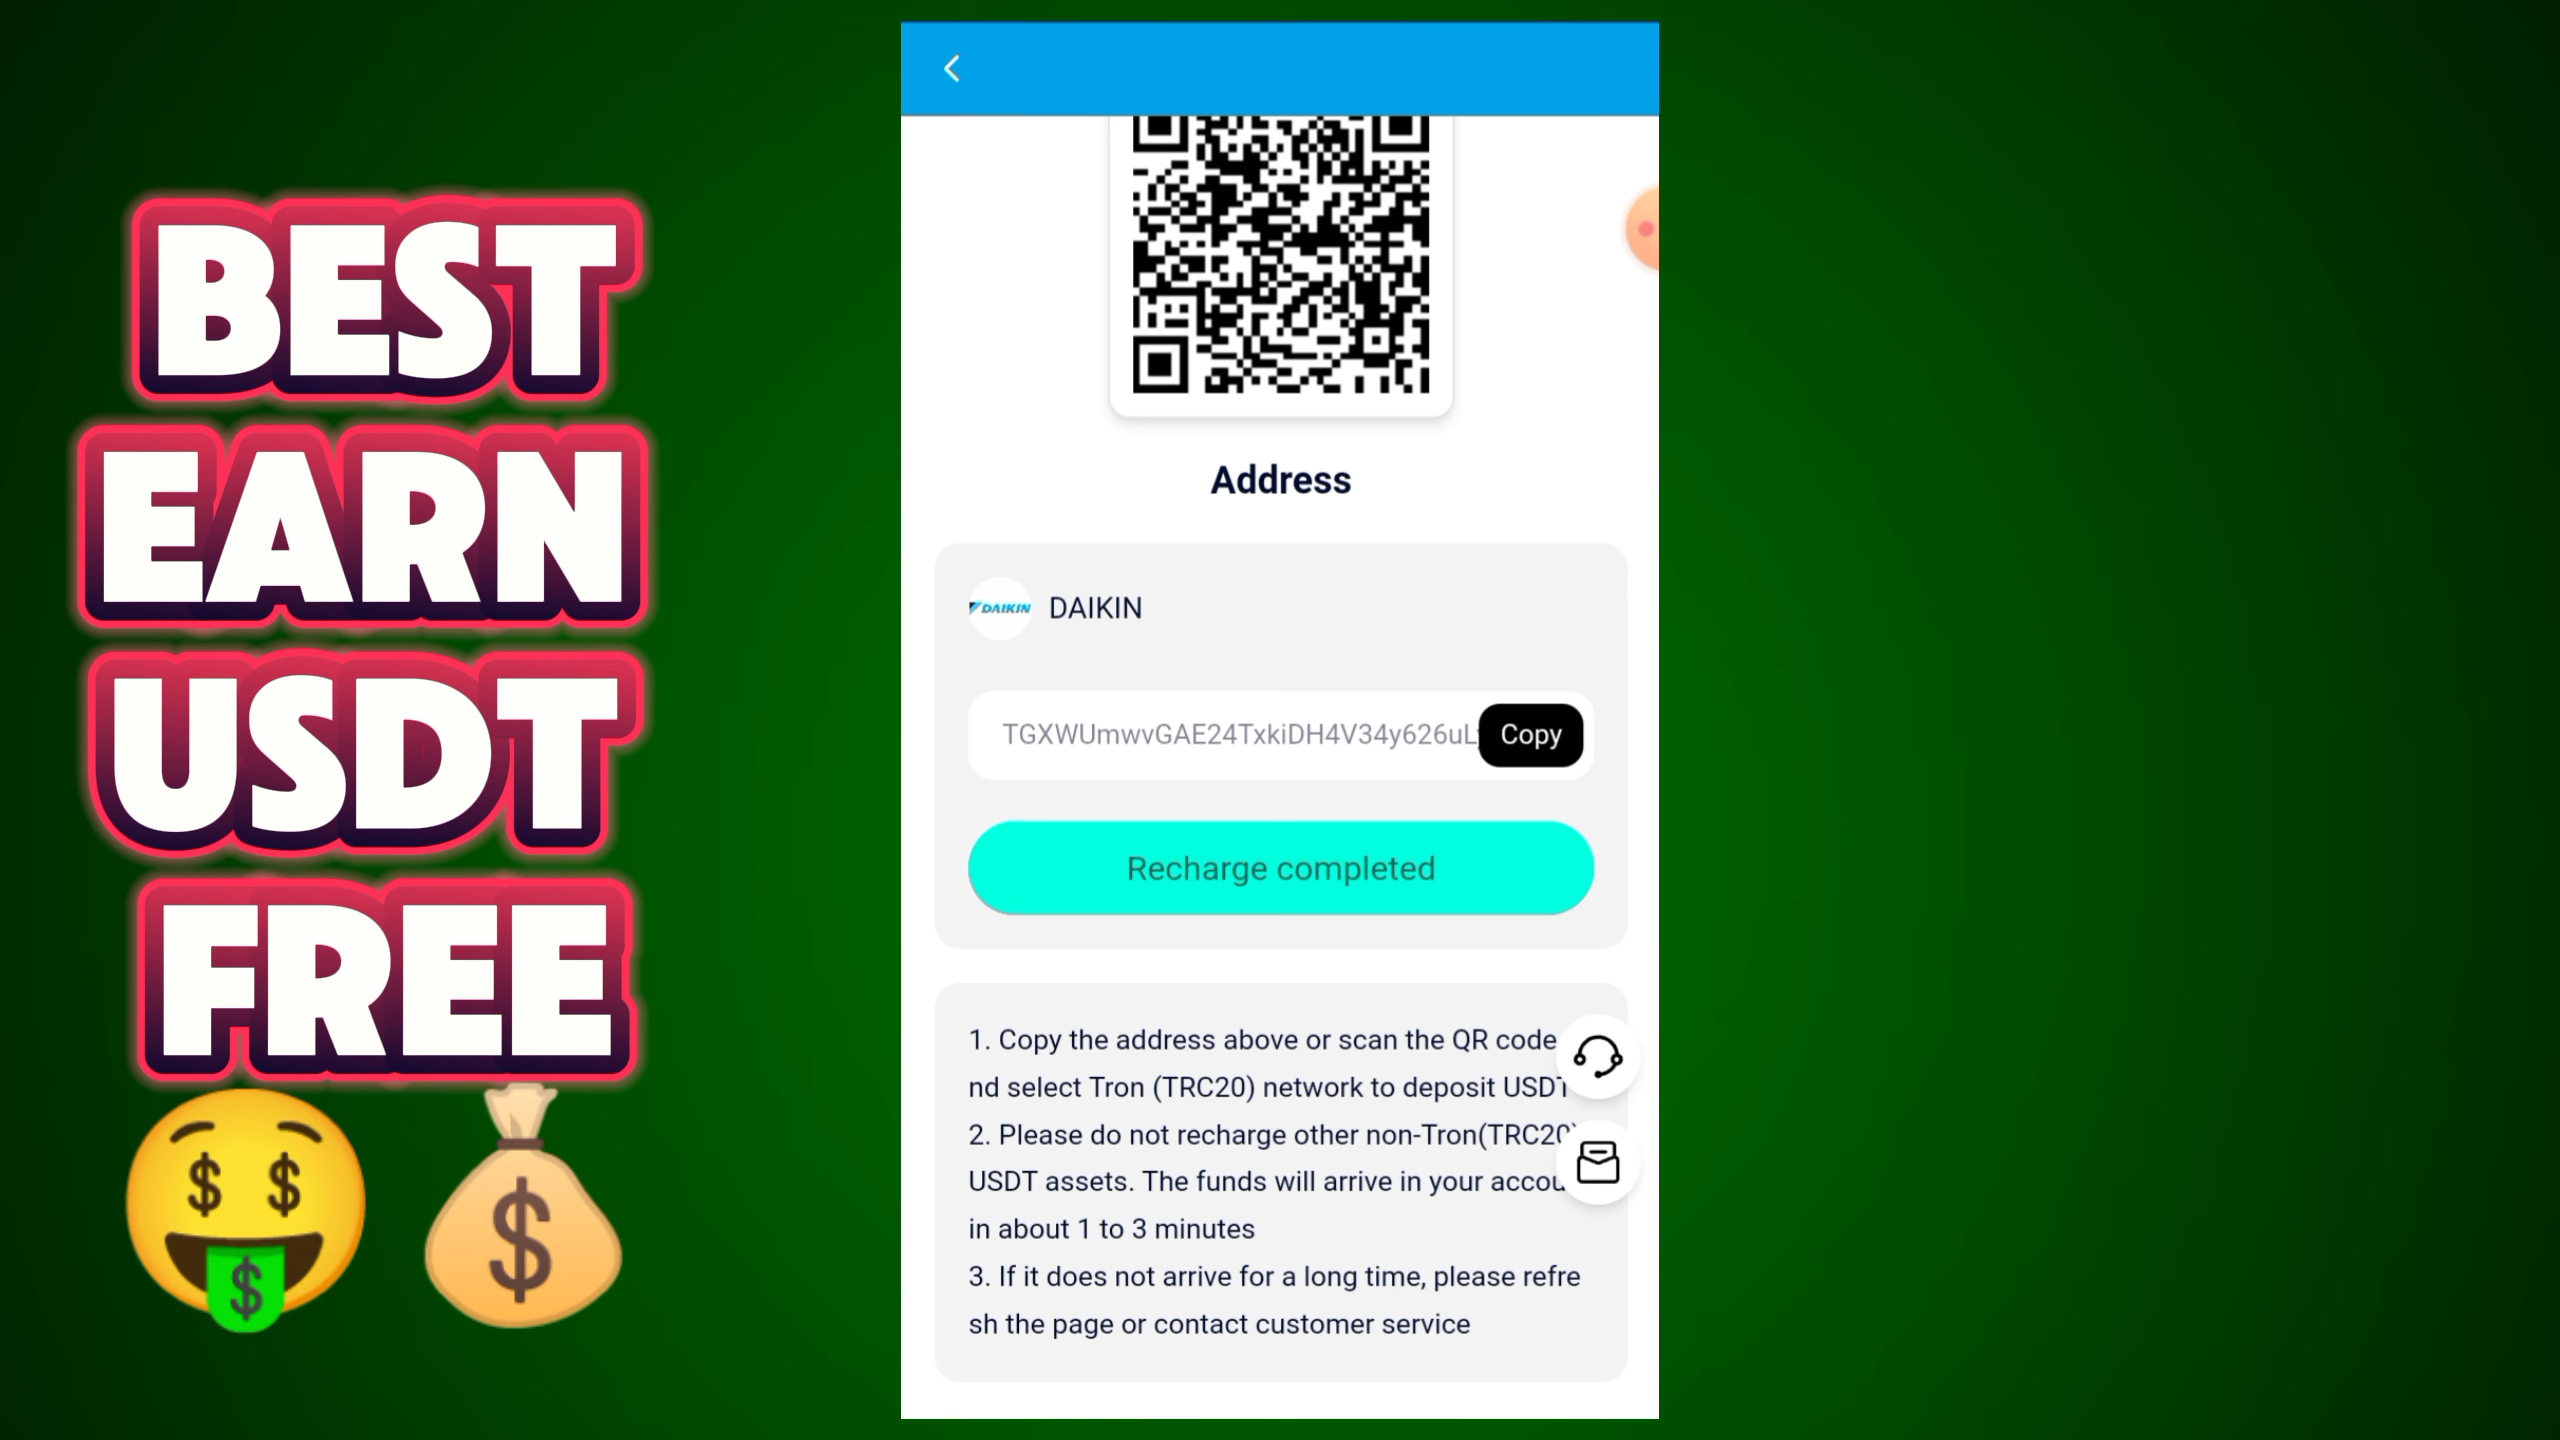 BEST
EARN
USDT
FREE
Address
DAIKIN
DAIKIN
TGXWUmwvGAE24TxkiDH4V34y626uL
Copy
Recharge completed
1. Copy the address above or scan the QR code
nd select Tron (TRC20) network to deposit USDT
2. Please do not recharge other non-Tron(TRC20)
USDT assets. The funds will arrive in your accou
in about 1 to 3 minutes
3. If it does not arrive for a long time, please refre
sh the page or contact customer service